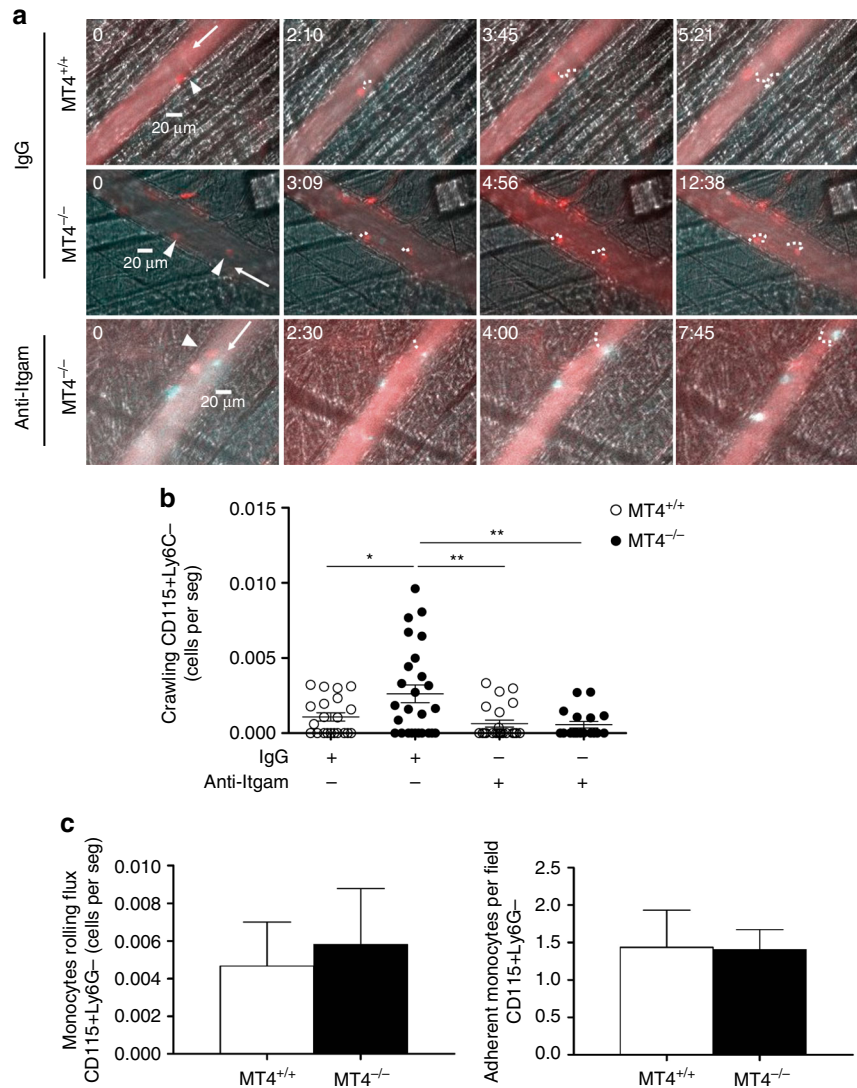 a
IgG
MT4+/+
0
2:10
3:45
5:21
20 μm
MT4−/−
0
3:09
4:56
12:38
20 μm
Anti-Itgam
MT4−/−
0
2:30
4:00
7:45
20 μm
b
Crawling CD115+Ly6C–
(cells per seg)
0.015
0.010
0.005
0.000
MT4+/+
MT4−/−
*
**
**
IgG + + – –
Anti-Itgam – – + +
c
Monocytes rolling flux
CD115+Ly6G– (cells per seg)
0.010
0.008
0.006
0.004
0.002
0.000
MT4+/+ MT4−/−
Adherent monocytes per field
CD115+Ly6G–
2.5
2.0
1.5
1.0
0.5
0.0
MT4+/+ MT4−/−